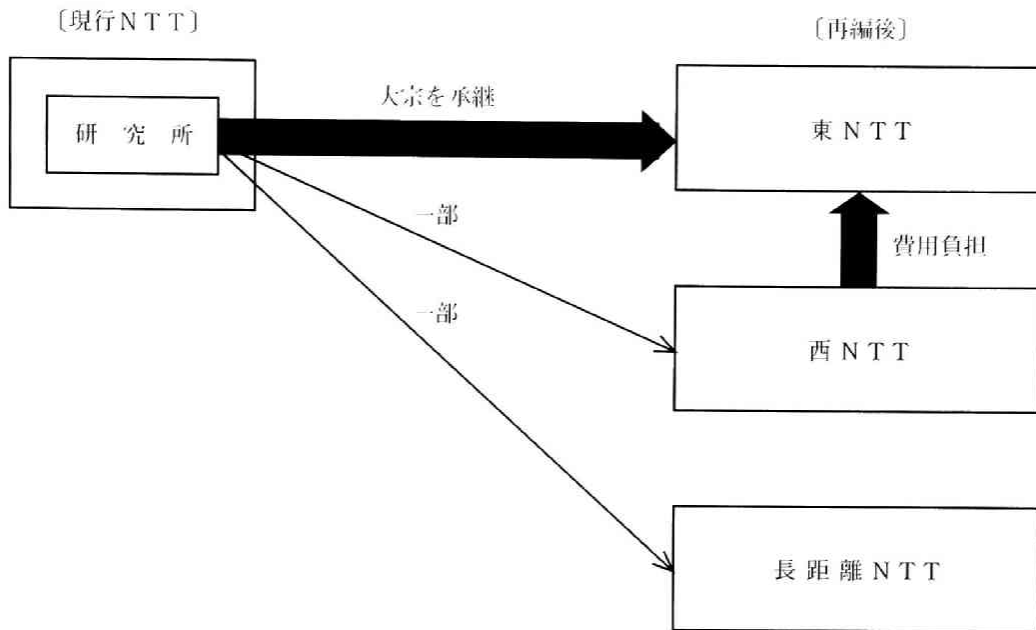 〔現行NTT〕
〔再編後〕
研究所
大宗を承継
東NTT
一部
費用負担
一部
西NTT
長距離NTT